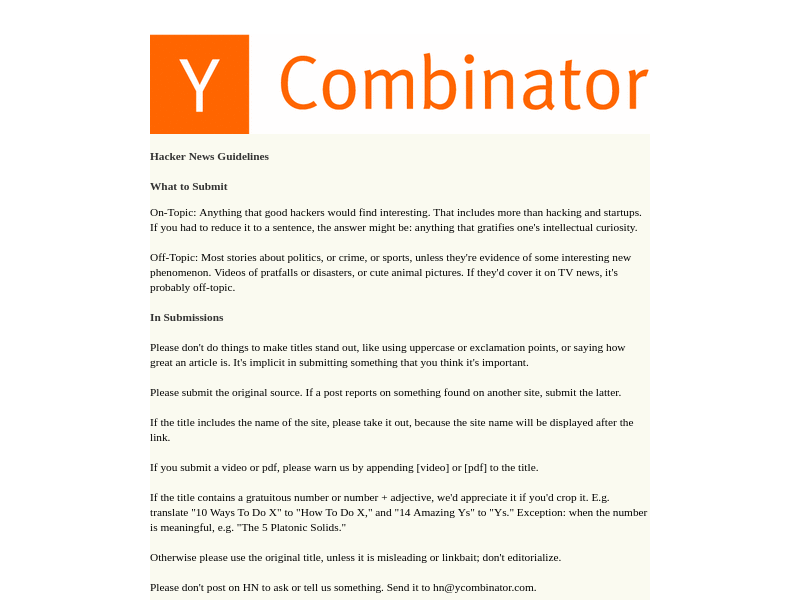 Y Combinator
Hacker News Guidelines
What to Submit
On-Topic: Anything that good hackers would find interesting. That includes more than hacking and startups.
If you had to reduce it to a sentence, the answer might be: anything that gratifies one's intellectual curiosity.
Off-Topic: Most stories about politics, or crime, or sports, unless they're evidence of some interesting new
phenomenon. Videos of pratfalls or disasters, or cute animal pictures. If they'd cover it on TV news, it's
probably off-topic.
In Submissions
Please don't do things to make titles stand out, like using uppercase or exclamation points, or saying how
great an article is. It's implicit in submitting something that you think it's important.
Please submit the original source. If a post reports on something found on another site, submit the latter.
If the title includes the name of the site, please take it out, because the site name will be displayed after the
link.
If you submit a video or pdf, please warn us by appending [video] or [pdf] to the title.
If the title contains a gratuitous number or number + adjective, we'd appreciate it if you'd crop it. E.g.
translate "10 Ways To Do X" to "How To Do X," and "14 Amazing Ys" to "Ys." Exception: when the number
is meaningful, e.g. "The 5 Platonic Solids."
Otherwise please use the original title, unless it is misleading or linkbait; don't editorialize.
Please don't post on HN to ask or tell us something. Send it to hn@ycombinator.com.